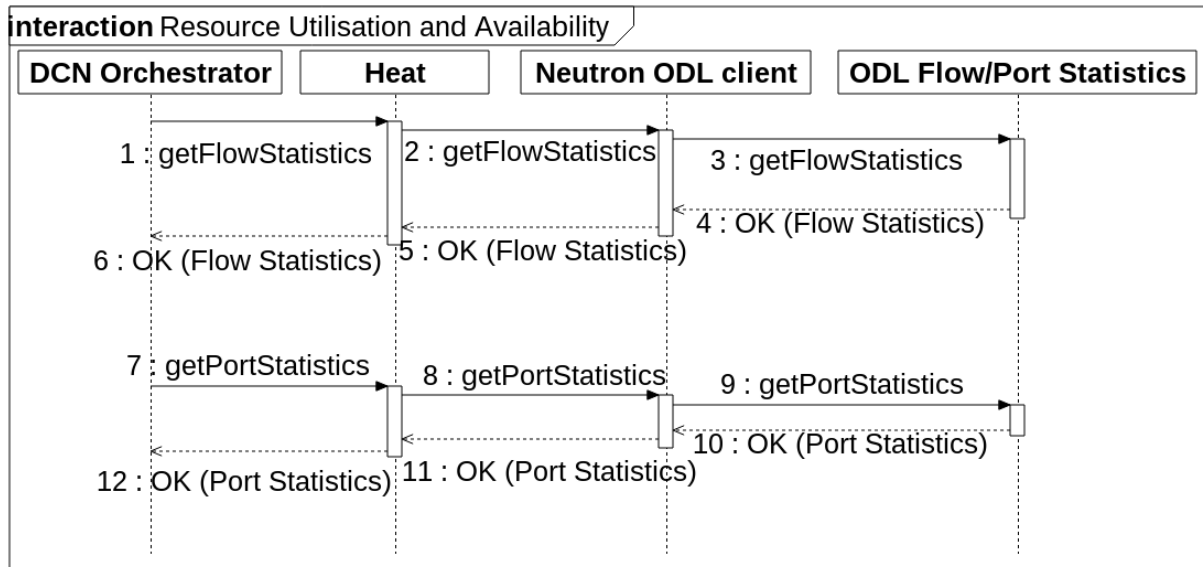 interaction Resource Utilisation and Availability
DCN Orchestrator
Heat
Neutron ODL client
ODL Flow/Port Statistics
1 : getFlowStatistics
2 : getFlowStatistics
3 : getFlowStatistics
4 : OK (Flow Statistics)
5 : OK (Flow Statistics)
6 : OK (Flow Statistics)
7 : getPortStatistics
8 : getPortStatistics
9 : getPortStatistics
10 : OK (Port Statistics)
11 : OK (Port Statistics)
12 : OK (Port Statistics)